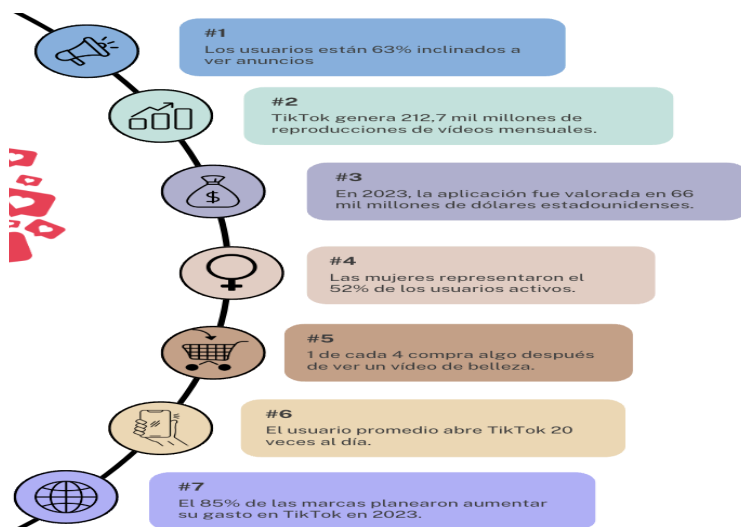 #1
Los usuarios están 63% inclinados a
ver anuncios
#2
TikTok genera 212,7 mil millones de
reproducciones de vídeos mensuales.
#3
En 2023, la aplicación fue valorada en 66
mil millones de dólares estadounidenses.
$
#4
Las mujeres representaron el
52% de los usuarios activos.
#5
1 de cada 4 compra algo después
de ver un vídeo de belleza.
#6
El usuario promedio abre TikTok 20
veces al día.
#7
El 85% de las marcas planearon aumentar
su gasto en TikTok en 2023.